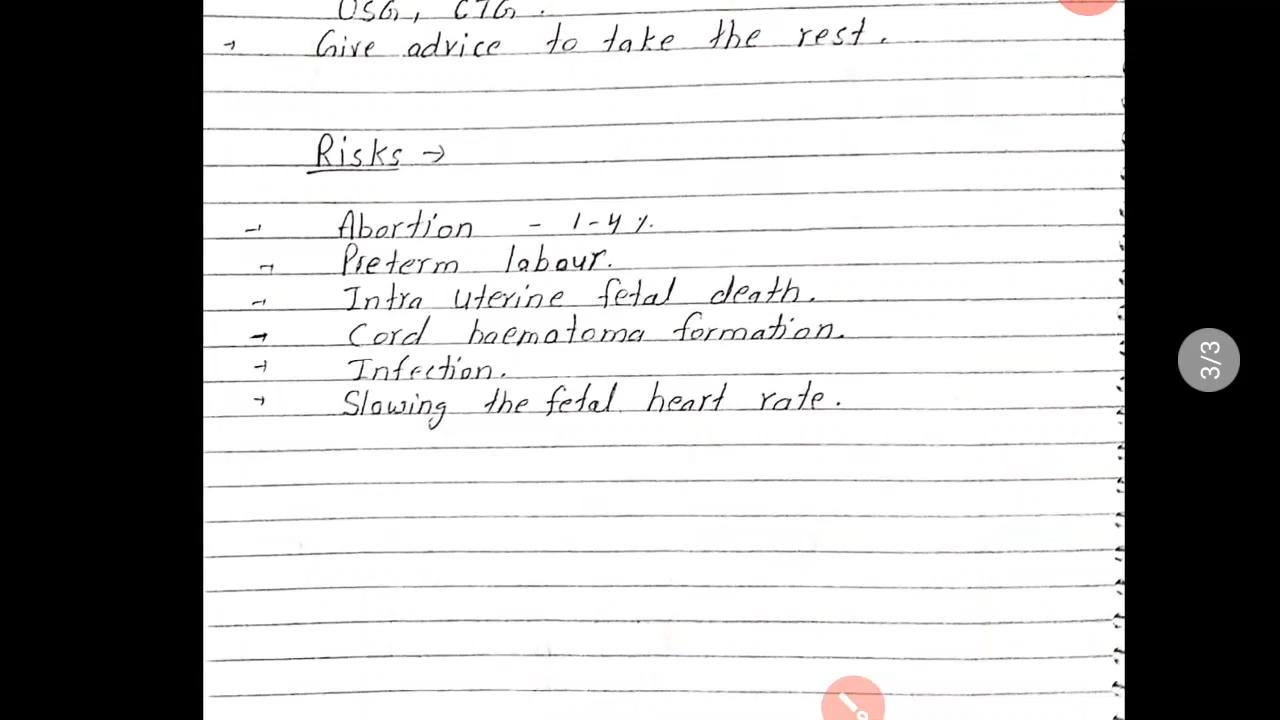 USG, CTG.
→ Give advice to take the rest.
Risks →
→ Abortion - 1-4 %.
→ Preterm labour.
→ Intra uterine fetal death.
→ Cord haematoma formation.
→ Infection.
→ Slowing the fetal heart rate.
3/3